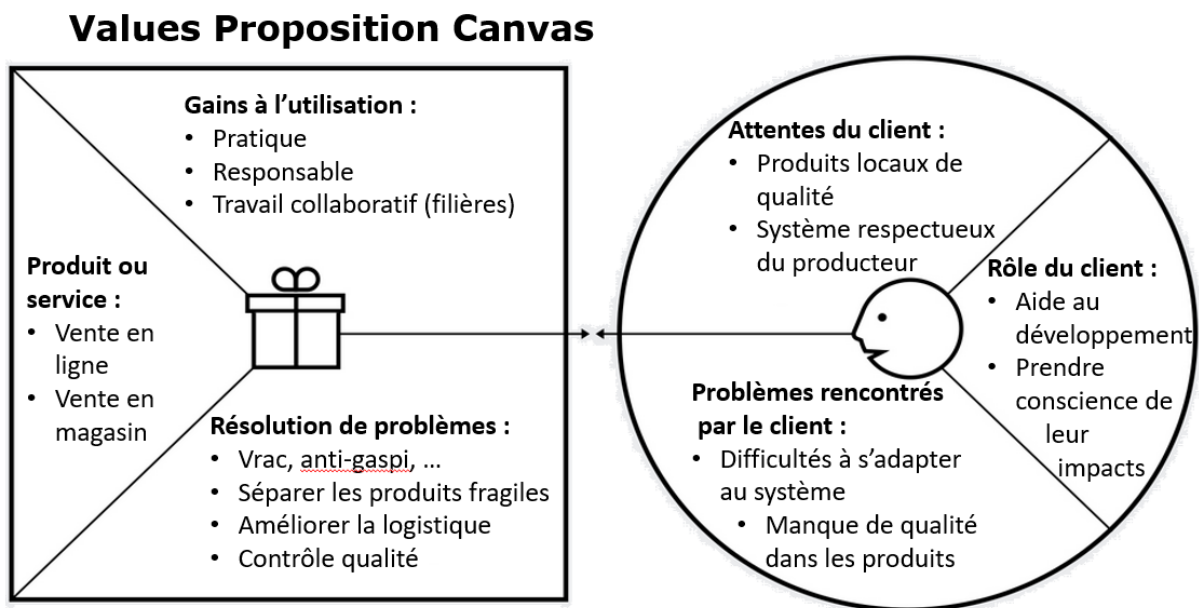 Values Proposition Canvas
Gains à l’utilisation :
• Pratique
• Responsable
• Travail collaboratif (filières)
Produit ou
service :
• Vente en
ligne
• Vente en
magasin
Résolution de problèmes :
• Vrac, anti-gaspi, ...
• Séparer les produits fragiles
• Améliorer la logistique
• Contrôle qualité
Attentes du client :
• Produits locaux de
qualité
• Système respectueux
du producteur
Rôle du client :
• Aide au
développement
• Prendre
conscience de
leur
impacts
Problèmes rencontrés
par le client :
• Difficultés à s’adapter
au système
• Manque de qualité
dans les produits